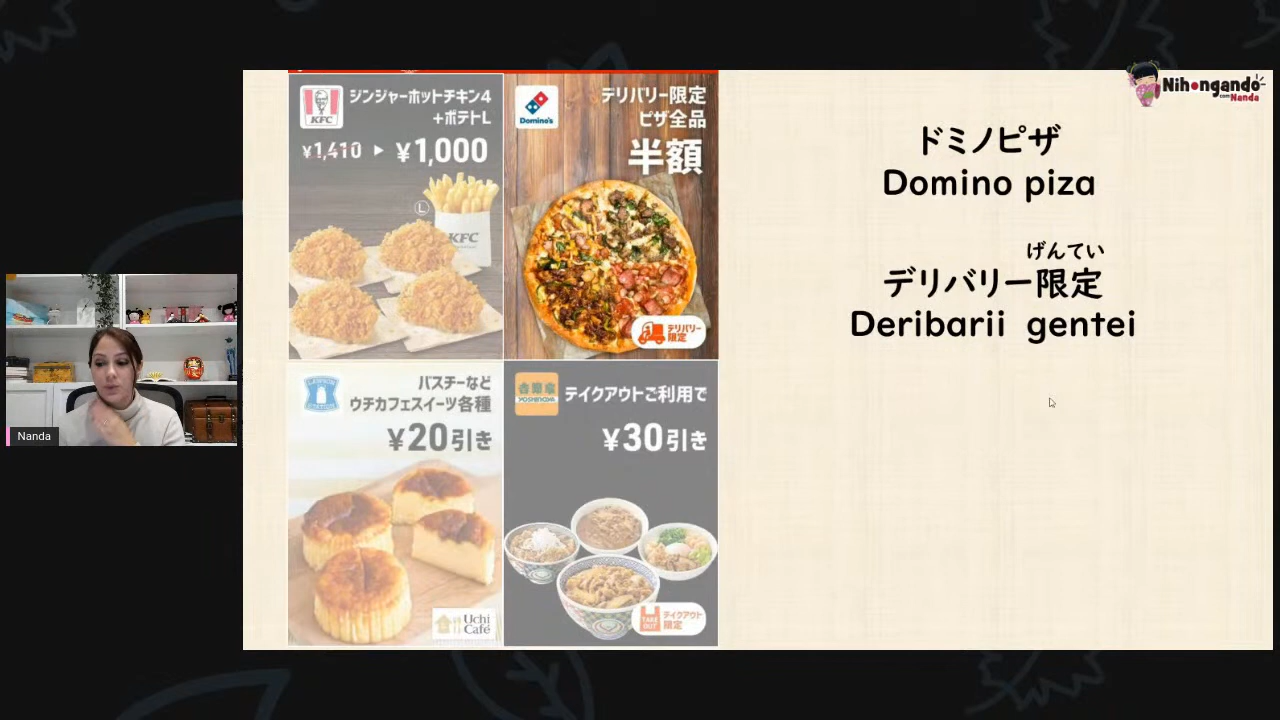 Nihongando
com Nanda
KFC
ジンジャーホットチキン4
+ポテトL
¥1,410 ▶ ¥1,000
L
KFC
Domino's
デリバリー限定
ピザ全品
半額
デリバリー
限定
ドミノピザ
Domino piza
げんてい
デリバリー限定
Deribarii gentei
LAWSON
STATION
バスチーなど
ウチカフェスイーツ各種
¥20引き
Uchi
Café
吉野家
YOSHINOYA
テイクアウトご利用で
¥30引き
TAKE
OUT
テイクアウト
限定
Nanda